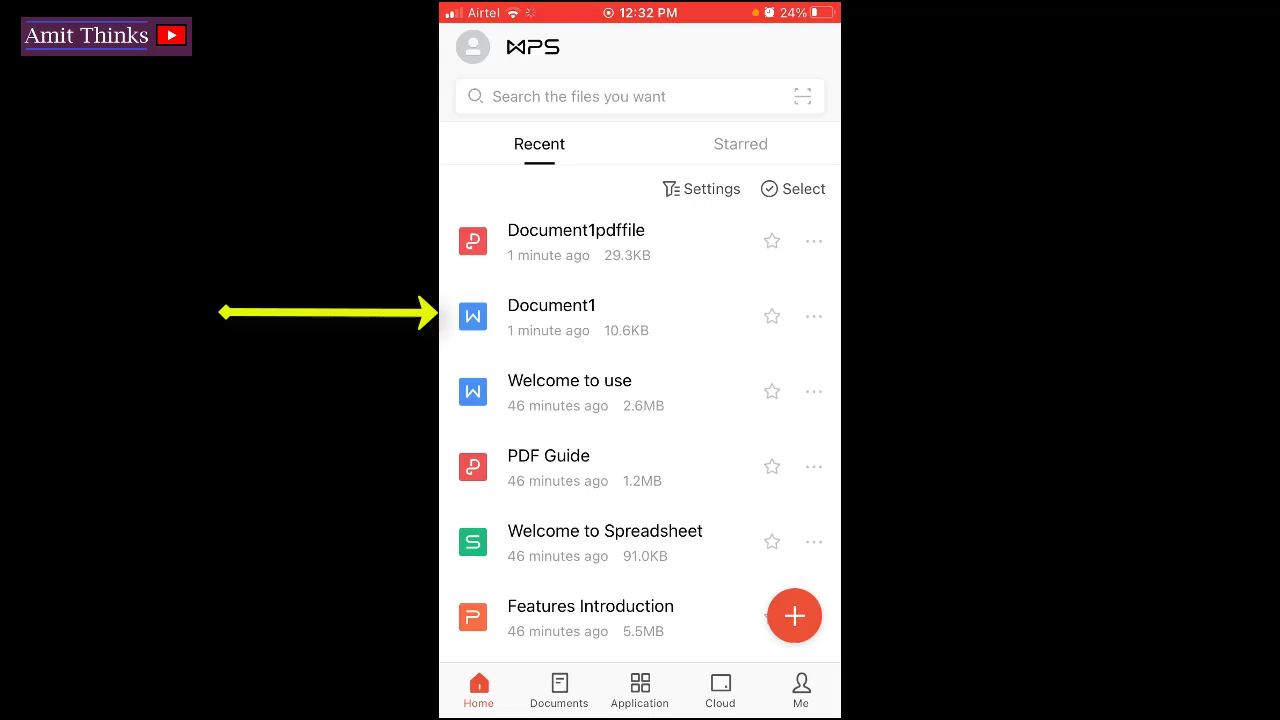 Amit Thinks
Airtel 12:32 PM 24%
WPS
Search the files you want
Recent Starred
Settings Select
Document1pdffile
1 minute ago 29.3KB
Document1
1 minute ago 10.6KB
Welcome to use
46 minutes ago 2.6MB
PDF Guide
46 minutes ago 1.2MB
Welcome to Spreadsheet
46 minutes ago 91.0KB
Features Introduction
46 minutes ago 5.5MB
Home Documents Application Cloud Me